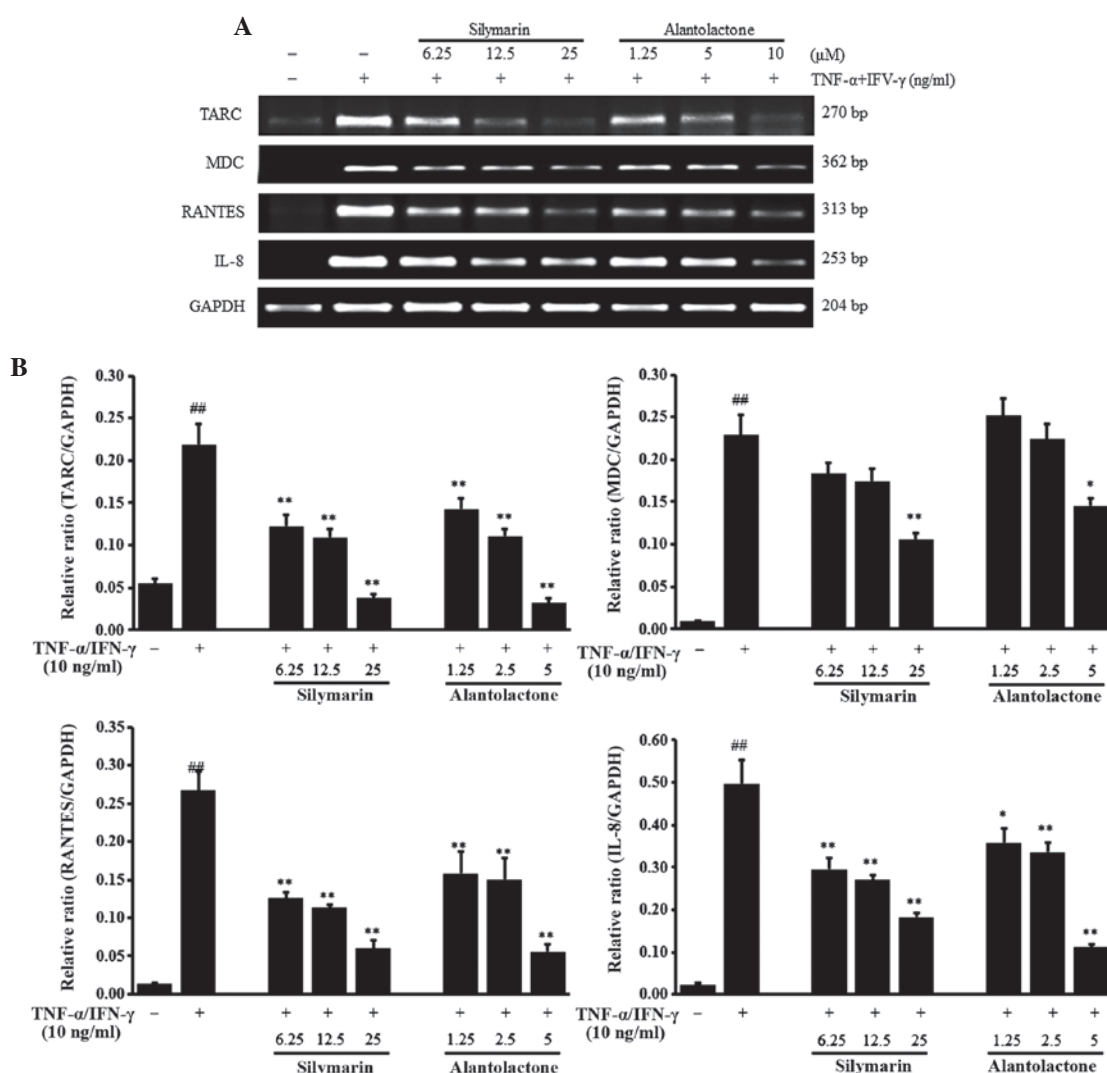 A
Silymarin Alantolactone
– – 6.25 12.5 25 1.25 5 10 (μM)
– + + + + + + + TNF-α+IFV-γ (ng/ml)
TARC 270 bp
MDC 362 bp
RANTES 313 bp
IL-8 253 bp
GAPDH 204 bp
B
Relative ratio (TARC/GAPDH)
0.30
0.25
0.20
0.15
0.10
0.05
0.00
## ** ** ** ** ** **
TNF-α/IFN-γ – + + + + + + +
(10 ng/ml) 6.25 12.5 25 1.25 2.5 5
Silymarin Alantolactone
Relative ratio (MDC/GAPDH)
0.30
0.25
0.20
0.15
0.10
0.05
0.00
## ** *
TNF-α/IFN-γ – + + + + + + +
(10 ng/ml) 6.25 12.5 25 1.25 2.5 5
Silymarin Alantolactone
Relative ratio (RANTES/GAPDH)
0.35
0.30
0.25
0.20
0.15
0.10
0.05
0.00
## ** ** ** ** ** **
TNF-α/IFN-γ – + + + + + + +
(10 ng/ml) 6.25 12.5 25 1.25 2.5 5
Silymarin Alantolactone
Relative ratio (IL-8/GAPDH)
0.60
0.50
0.40
0.30
0.20
0.10
0.00
## ** ** ** * ** **
TNF-α/IFN-γ – + + + + + + +
(10 ng/ml) 6.25 12.5 25 1.25 2.5 5
Silymarin Alantolactone